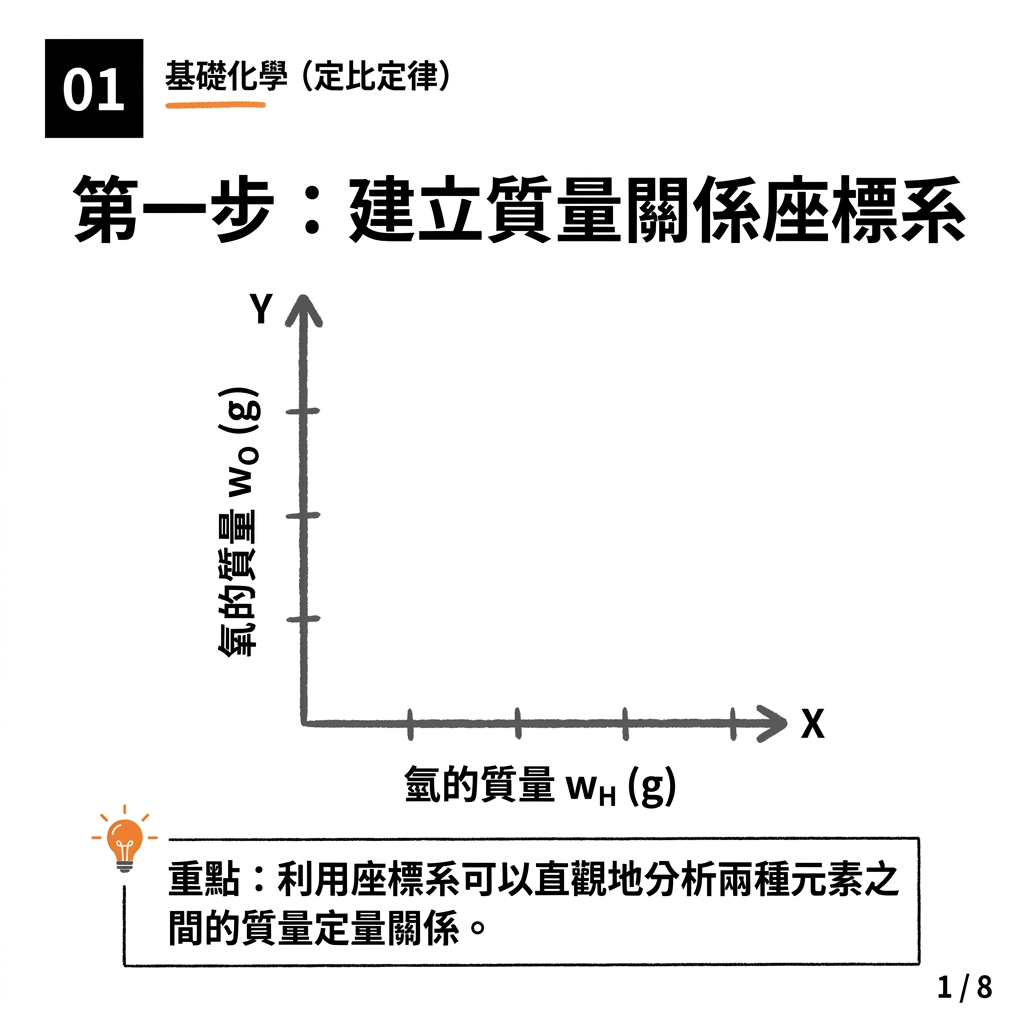 01
基礎化學（定比定律）
第一步：建立質量關係座標系
Y
氧的質量 wO (g)
X
氫的質量 wH (g)
重點：利用座標系可以直觀地分析兩種元素之
間的質量定量關係。
1 / 8